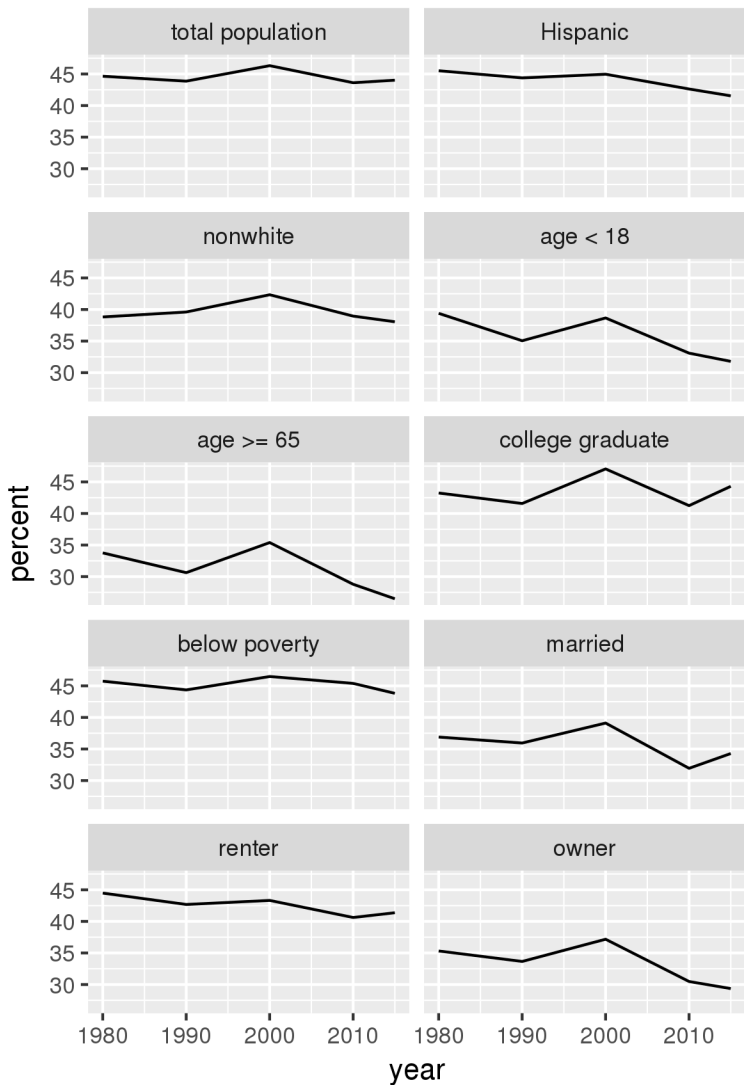 total population
Hispanic
45
40
35
30
nonwhite
age < 18
45
40
35
30
age >= 65
college graduate
45
40
35
30
below poverty
married
45
40
35
30
renter
owner
45
40
35
30
1980 1990 2000 2010 1980 1990 2000 2010
year
percent